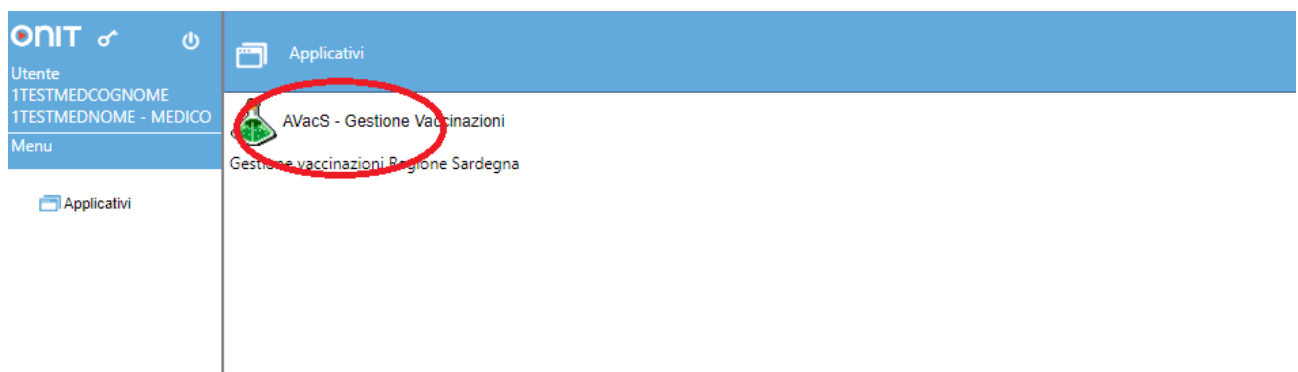 onit
Utente
1TESTMEDCOGNOME
1TESTMEDNOME - MEDICO
Menu
Applicativi
Applicativi
AVacS - Gestione Vaccinazioni
Gestione vaccinazioni Regione Sardegna